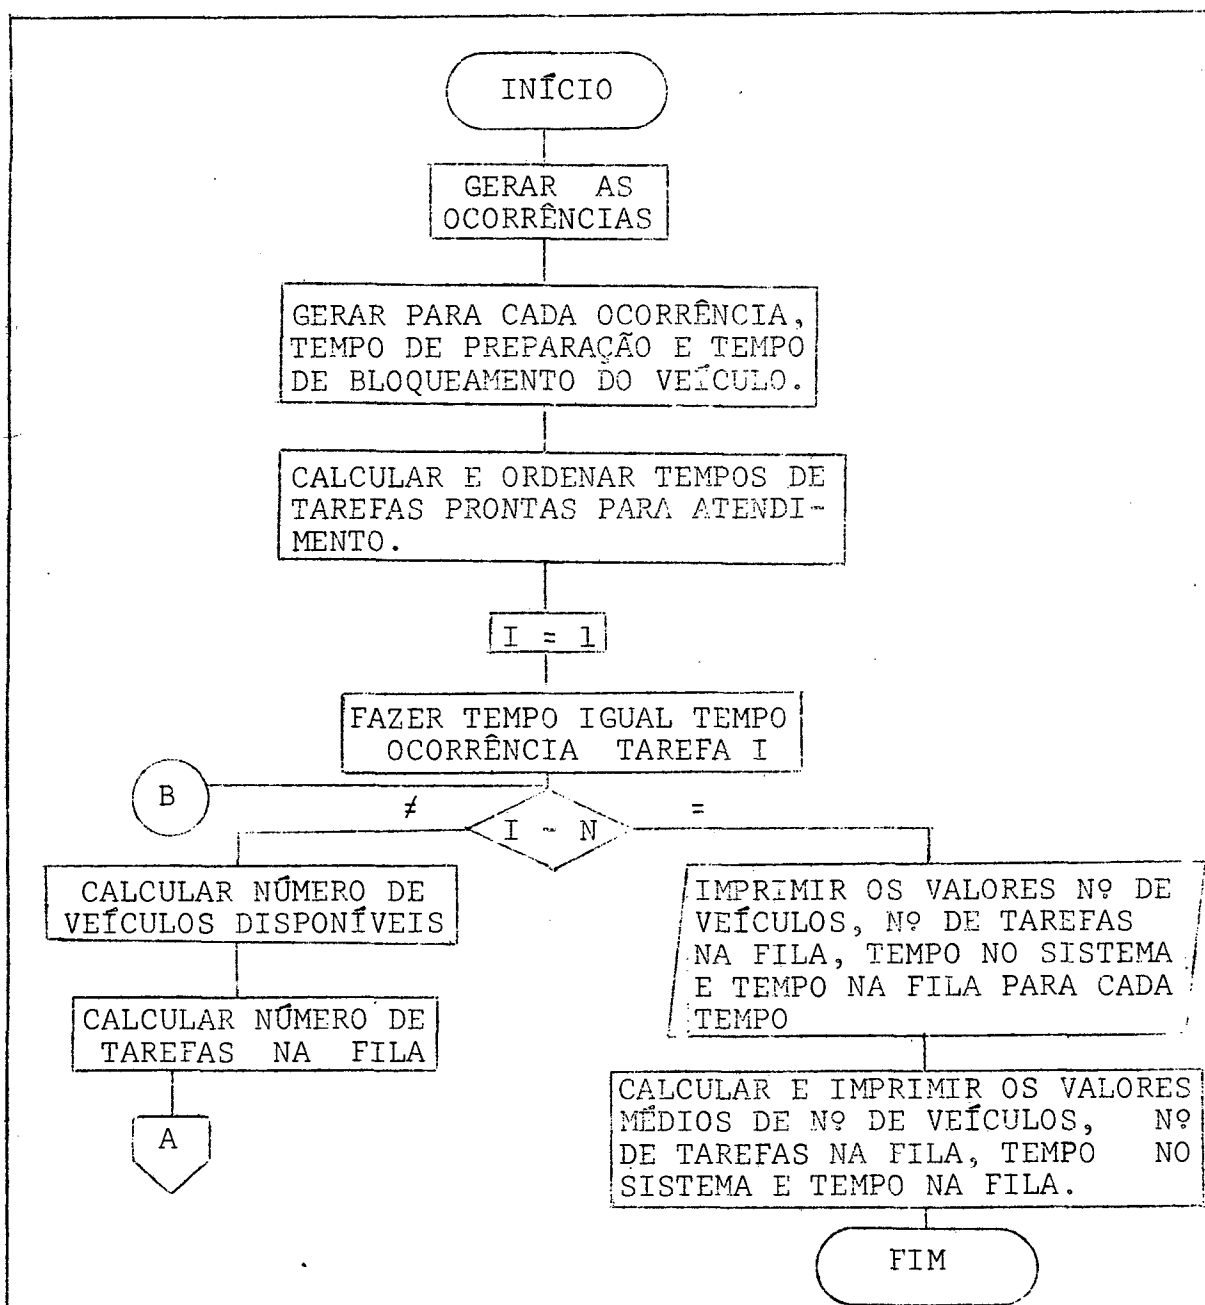 INÍCIO
GERAR AS
OCORRÊNCIAS
GERAR PARA CADA OCORRÊNCIA,
TEMPO DE PREPARAÇÃO E TEMPO
DE BLOQUEAMENTO DO VEÍCULO.
CALCULAR E ORDENAR TEMPOS DE
TAREFAS PRONTAS PARA ATENDI-
MENTO.
I = 1
FAZER TEMPO IGUAL TEMPO
OCORRÊNCIA TAREFA I
B
≠
I - N
=
CALCULAR NÚMERO DE
VEÍCULOS DISPONÍVEIS
CALCULAR NÚMERO DE
TAREFAS NA FILA
A
IMPRIMIR OS VALORES Nº DE
VEÍCULOS, Nº DE TAREFAS
NA FILA, TEMPO NO SISTEMA
E TEMPO NA FILA PARA CADA
TEMPO
CALCULAR E IMPRIMIR OS VALORES
MÉDIOS DE Nº DE VEÍCULOS, Nº
DE TAREFAS NA FILA, TEMPO NO
SISTEMA E TEMPO NA FILA.
FIM